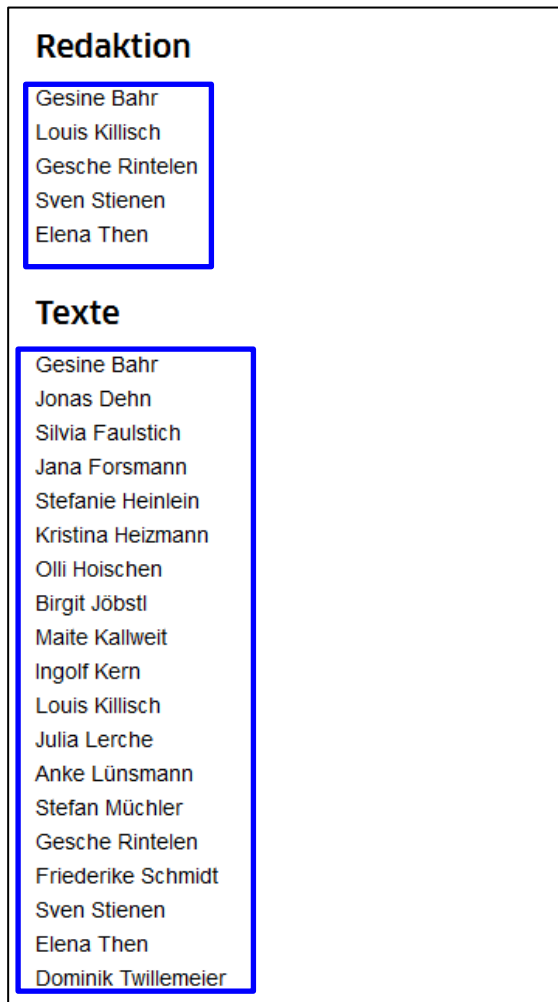 Redaktion
Gesine Bahr
Louis Killisch
Gesche Rintelen
Sven Stienen
Elena Then
Texte
Gesine Bahr
Jonas Dehn
Silvia Faulstich
Jana Forsmann
Stefanie Heinlein
Kristina Heizmann
Olli Hoischen
Birgit Jöbstl
Maite Kallweit
Ingolf Kern
Louis Killisch
Julia Lerche
Anke Lünsmann
Stefan Müchler
Gesche Rintelen
Friederike Schmidt
Sven Stienen
Elena Then
Dominik Twillemeier